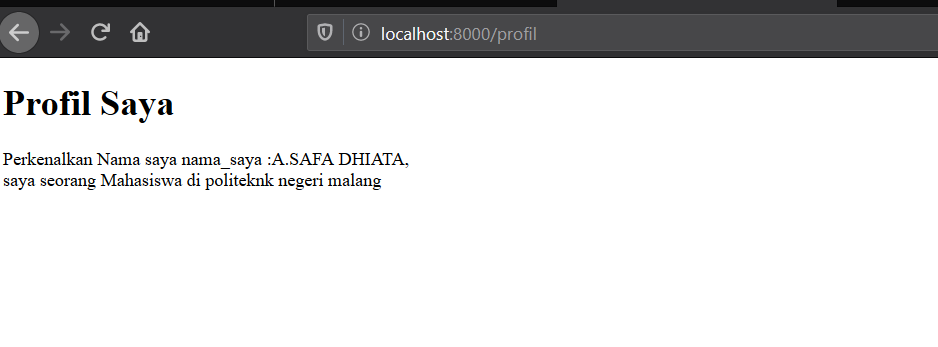 localhost:8000/profil
Profil Saya
Perkenalkan Nama saya nama_saya :A.SAFA DHIATA,
saya seorang Mahasiswa di politeknk negeri malang